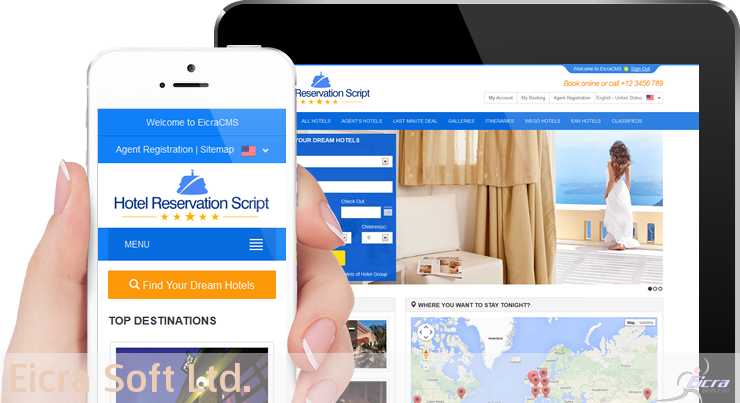 Welcome to EicraCMS
Agent Registration | Sitemap
Hotel Reservation Script
MENU
Find Your Dream Hotels
TOP DESTINATIONS
Welcome to EicraCMS Sign Out
Book online or call +12 3456 789
My Account My Booking Agent Registration English - United States
Reservation Script
ALL HOTELS AGENT'S HOTELS LAST MINUTE DEAL GALLERIES ITINERARIES WEGO HOTELS EAN HOTELS CLASSIFIEDS
YOUR DREAM HOTELS
Check Out:
Children(s):
0
Hotels of Hotel Group
WHERE YOU WANT TO STAY TONIGHT?
Map Satellite
Greenland
Eicra Soft Ltd.
Eicra